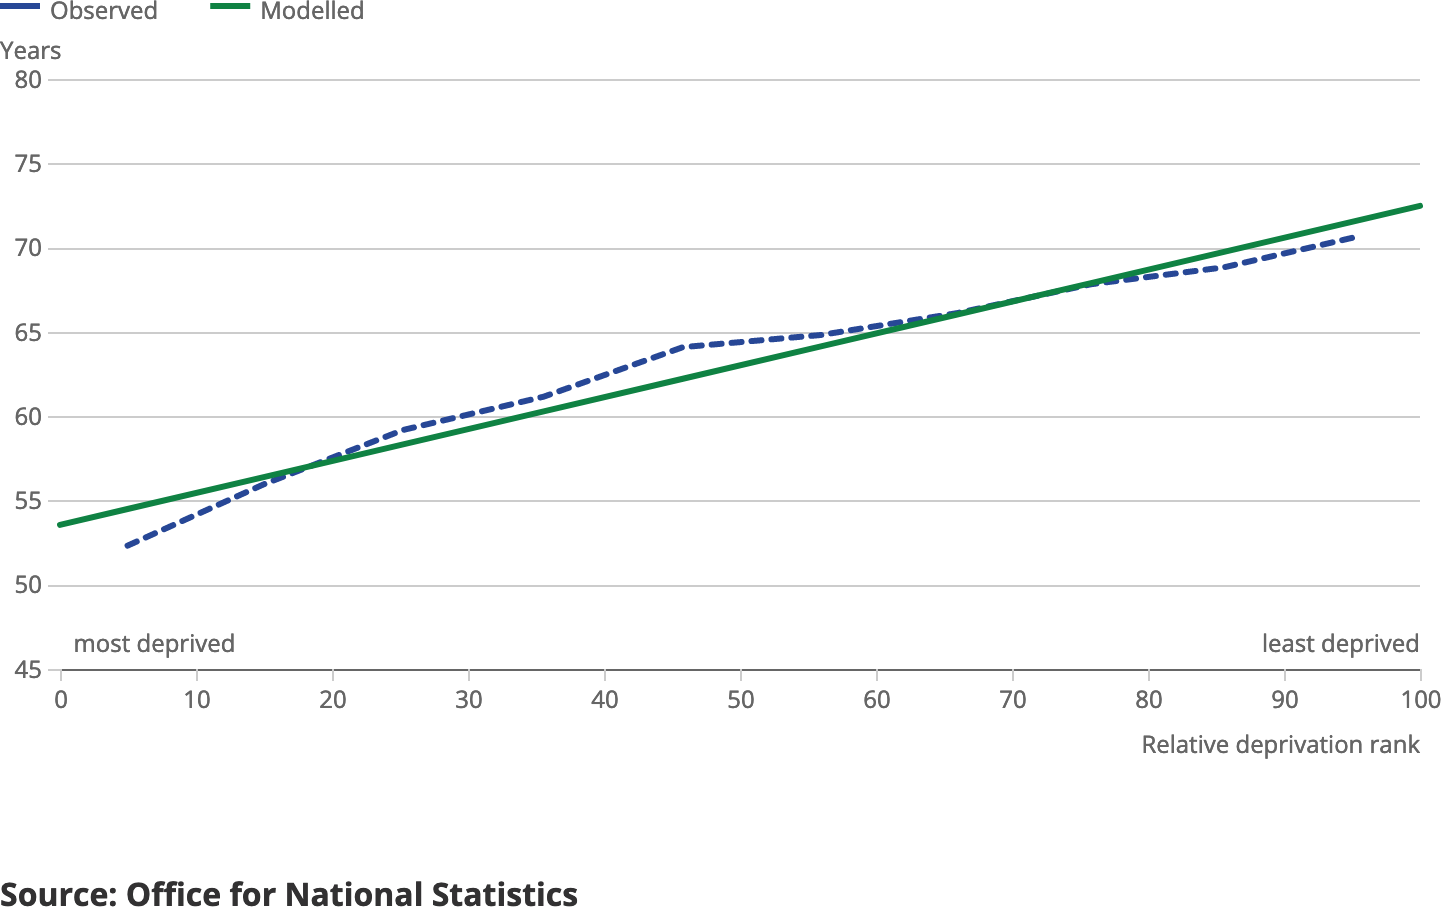 Observed Modelled
Years
80
75
70
65
60
55
50
most deprived least deprived
45
0 10 20 30 40 50 60 70 80 90 100
Relative deprivation rank
Source: Office for National Statistics